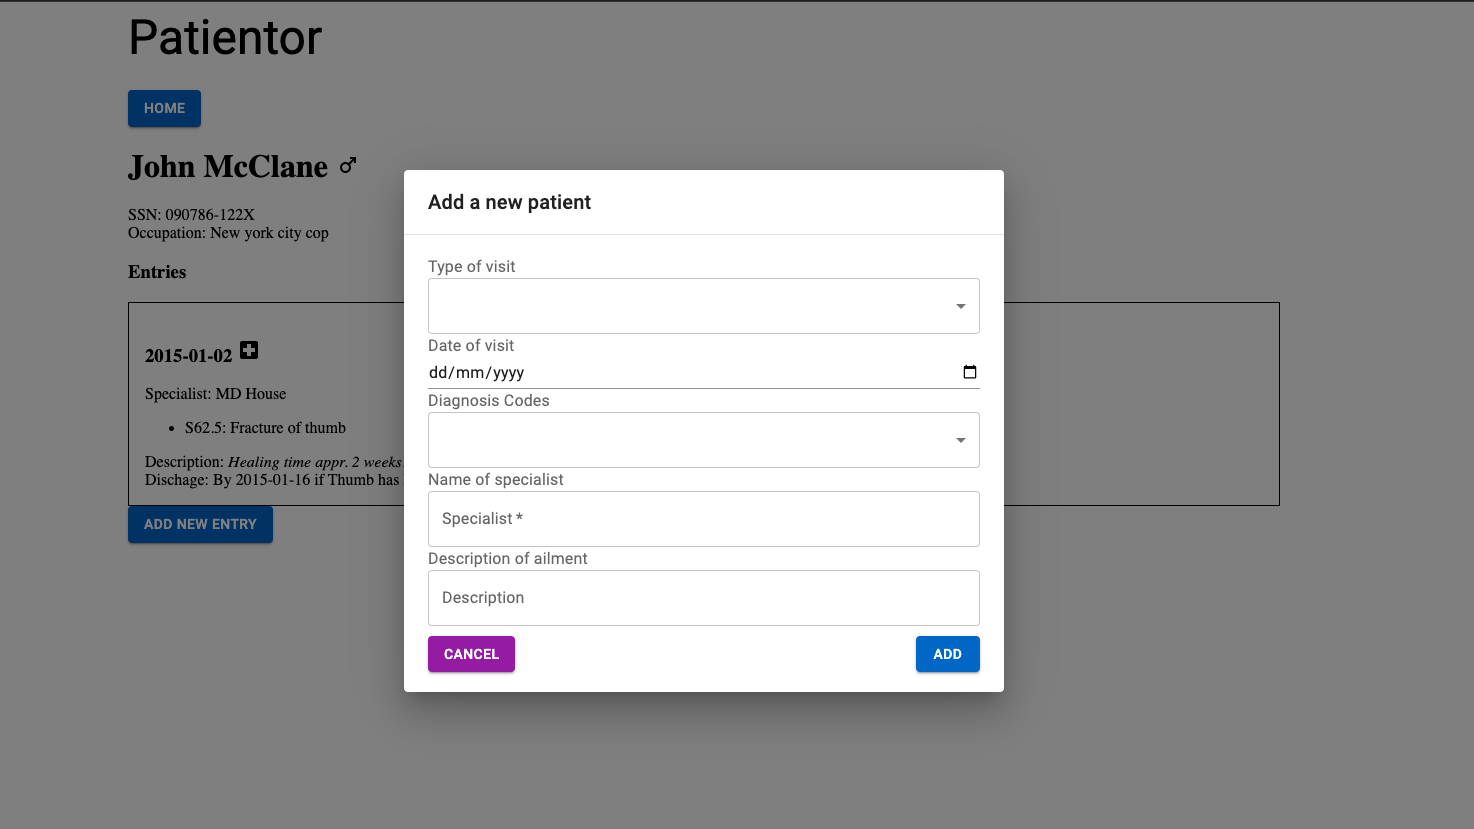 Patientor
HOME
John McClane
SSN: 090786-122X
Occupation: New york city cop
Entries
2015-01-02
Specialist: MD House
S62.5: Fracture of thumb
Description: Healing time appr. 2 weeks
Dischage: By 2015-01-16 if Thumb has
ADD NEW ENTRY
Add a new patient
Type of visit
Date of visit
dd/mm/yyyy
Diagnosis Codes
Name of specialist
Specialist *
Description of ailment
Description
CANCEL
ADD